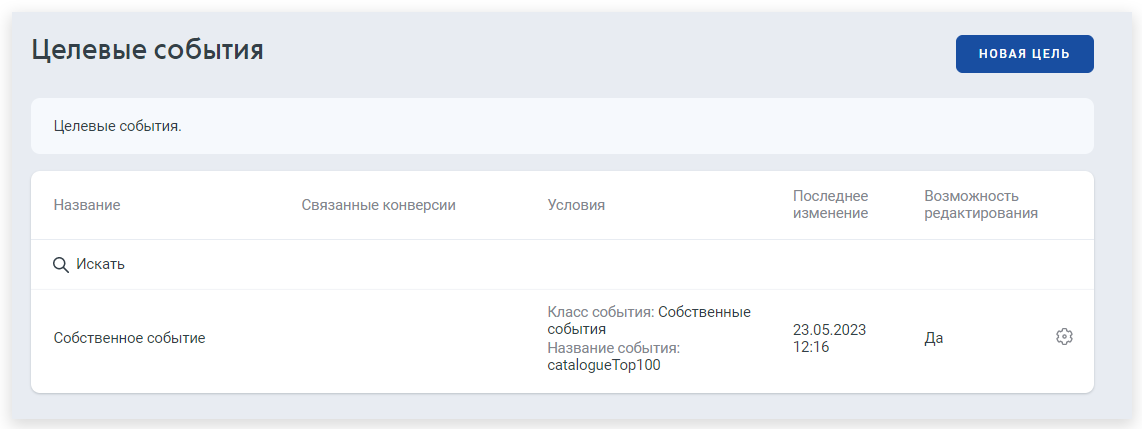 Целевые события
НОВАЯ ЦЕЛЬ
Целевые события.
Название
Связанные конверсии
Условия
Последнее
изменение
Возможность
редактирования
Искать
Собственное событие
Класс события: Собственные
события
Название события:
catalogueTop100
23.05.2023
12:16
Да